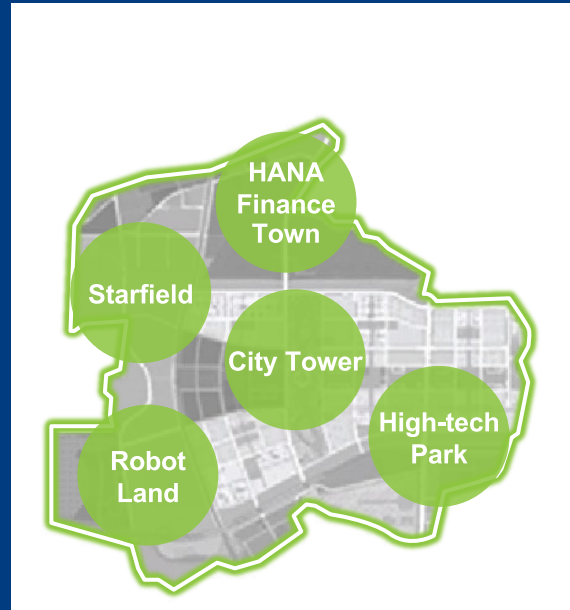 HANA
Finance
Town
Starfield
City Tower
High-tech
Park
Robot
Land